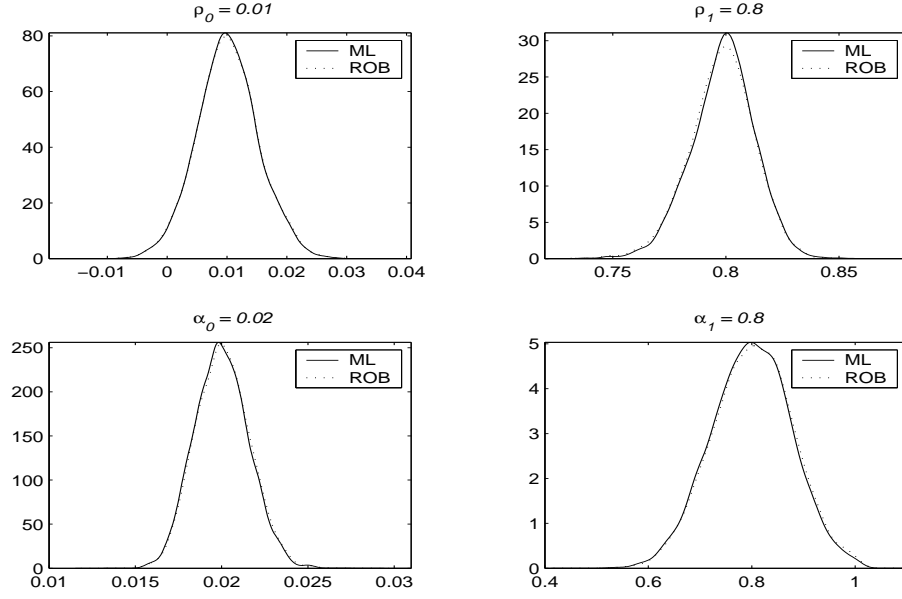 ρ₀ = 0.01
80
60
40
20
0
−0.01 0 0.01 0.02 0.03 0.04
ML
ROB
ρ₁ = 0.8
30
25
20
15
10
5
0
0.75 0.8 0.85
ML
ROB
α₀ = 0.02
250
200
150
100
50
0
0.01 0.015 0.02 0.025 0.03
ML
ROB
α₁ = 0.8
5
4
3
2
1
0
0.4 0.6 0.8 1
ML
ROB